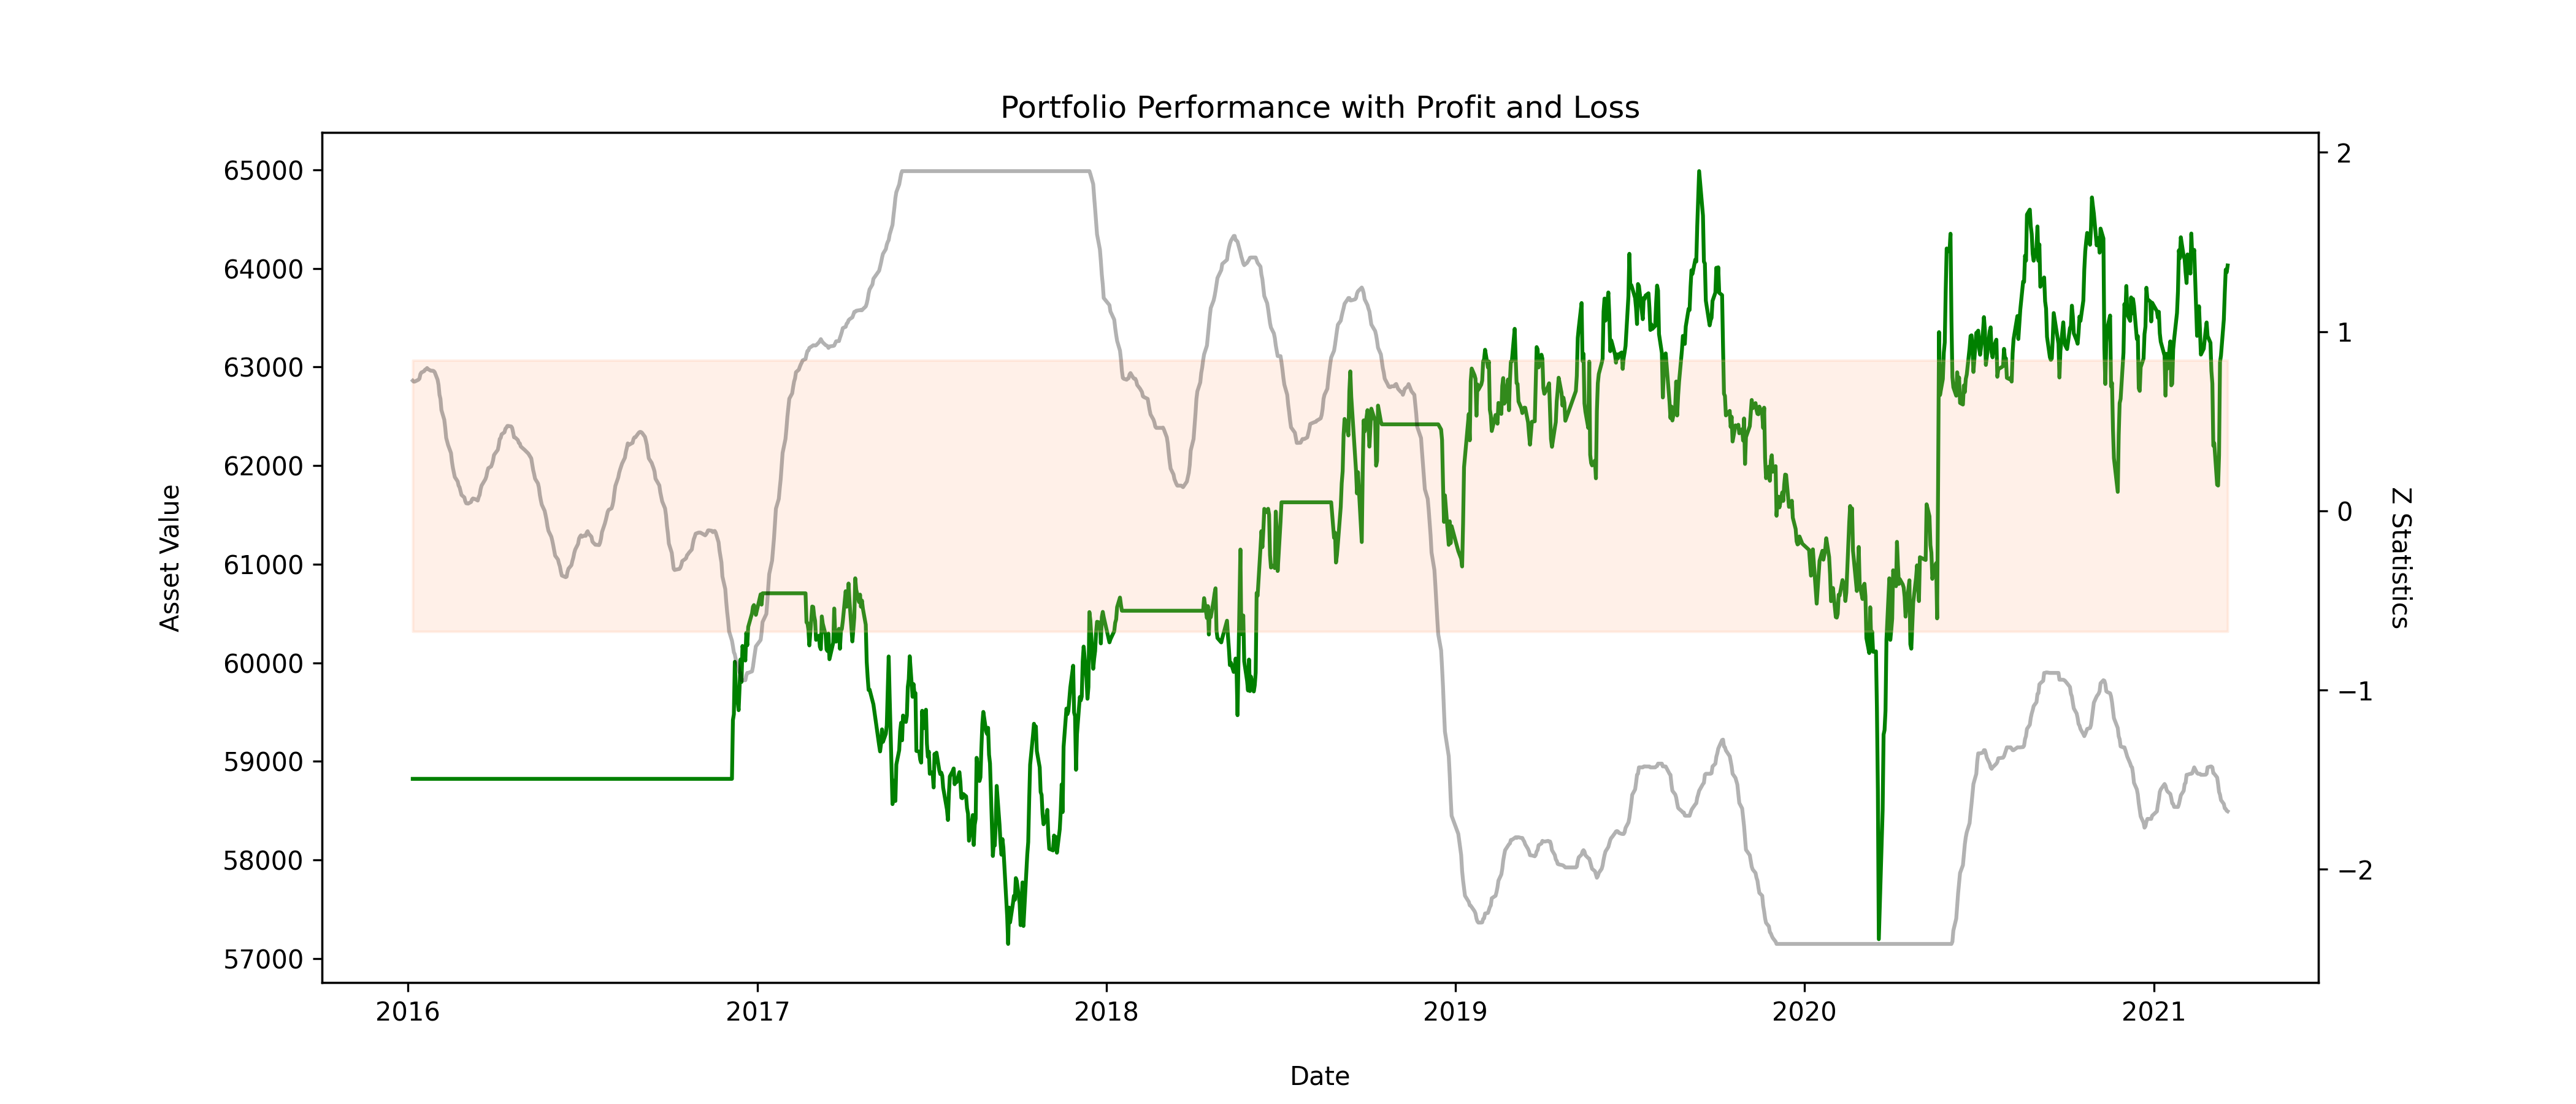 Portfolio Performance with Profit and Loss
65000
64000
63000
62000
61000
60000
59000
58000
57000
Asset Value
2
1
0
−1
−2
Z Statistics
2016 2017 2018 2019 2020 2021
Date